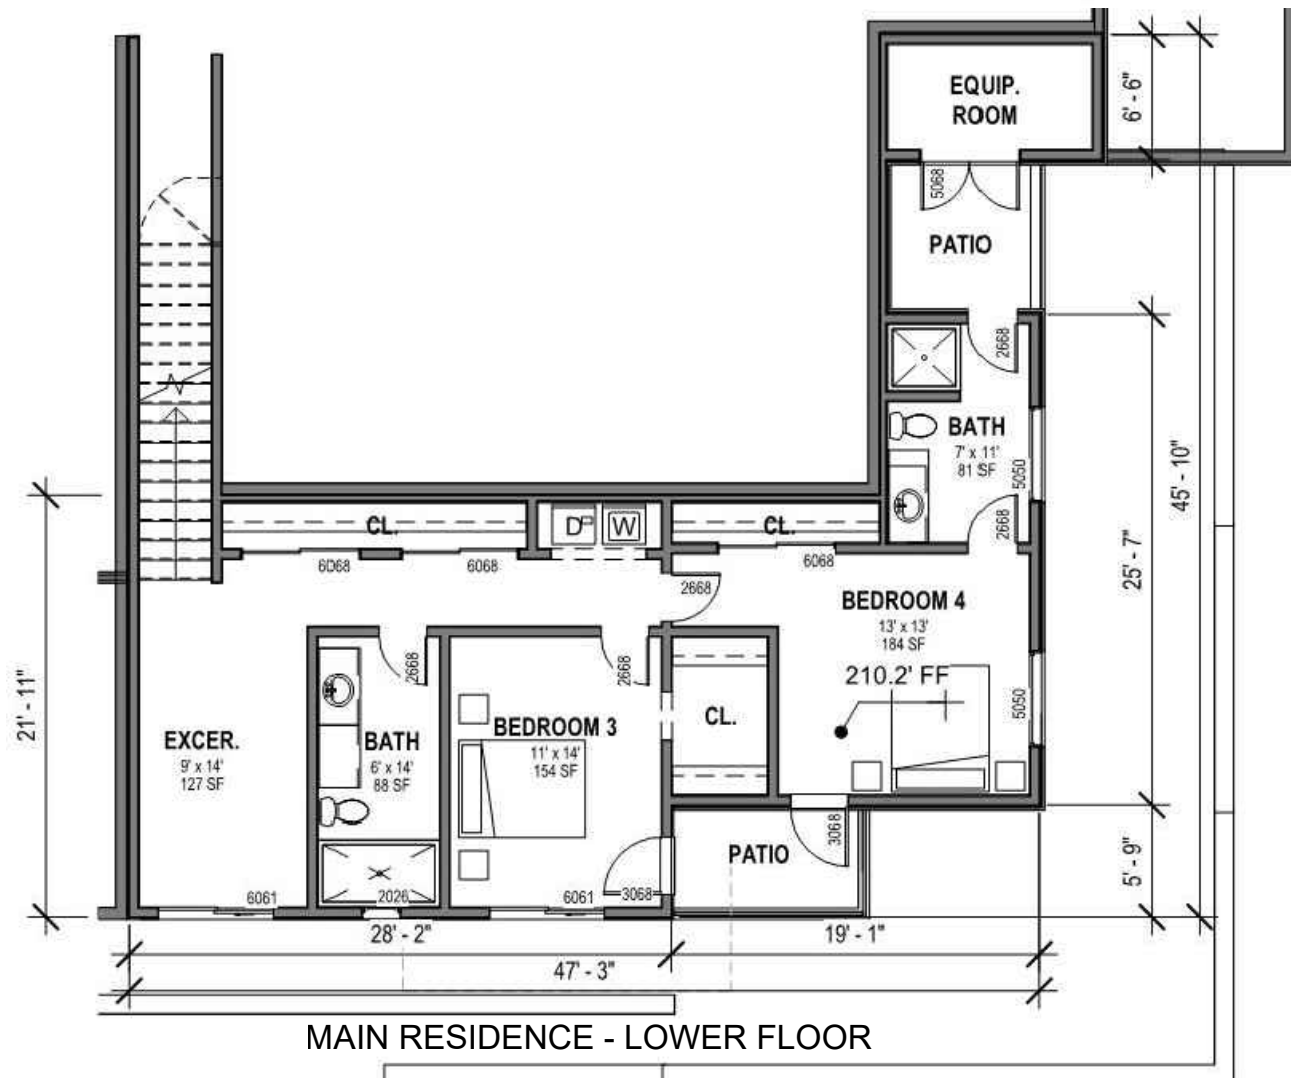 EQUIP.
ROOM
6' - 6"
5068
PATIO
2668
BATH
7' x 11'
81 SF
5050
45' - 10"
2668
CL.
D
W
CL.
6068
6068
6068
25' - 7"
2668
BEDROOM 4
13' x 13'
184 SF
2668
2668
210.2' FF
5050
21' - 11"
CL.
EXCER.
9' x 14'
127 SF
BATH
6' x 14'
88 SF
BEDROOM 3
11' x 14'
154 SF
3068
PATIO
5' - 9"
6061
2026
6061
3068
28' - 2"
19' - 1"
47' - 3"
MAIN RESIDENCE - LOWER FLOOR